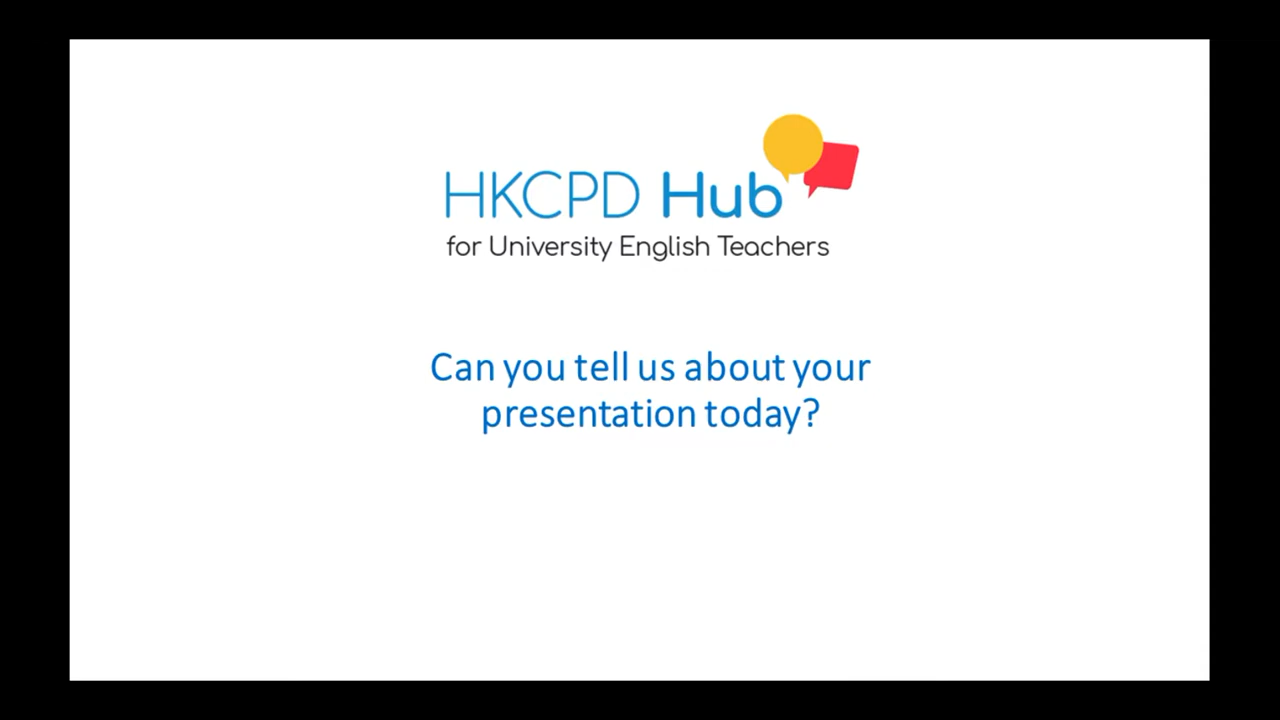 HKCPD Hub
for University English Teachers
Can you tell us about your
presentation today?